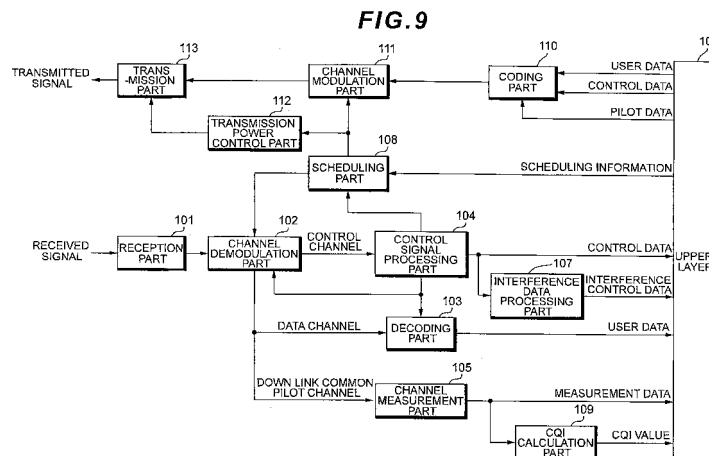 FIG.9
113
TRANS
-MISSION
PART
TRANSMITTED
SIGNAL
111
CHANNEL
MODULATION
PART
110
CODING
PART
USER DATA
CONTROL DATA
PILOT DATA
10
112
TRANSMISSION
POWER
CONTROL PART
108
SCHEDULING
PART
SCHEDULING INFORMATION
101
RECEIVED
SIGNAL
RECEPTION
PART
102
CHANNEL
DEMODULATION
PART
CONTROL
CHANNEL
104
CONTROL
SIGNAL
PROCESSING
PART
CONTROL DATA
UPPER
LAYER
107
INTERFERENCE
DATA
PROCESSING
PART
INTERFERENCE
CONTROL DATA
103
DATA CHANNEL
DECODING
PART
USER DATA
105
DOWN LINK COMMON
PILOT CHANNEL
CHANNEL
MEASUREMENT
PART
MEASUREMENT DATA
109
CQI
CALCULATION
PART
CQI VALUE